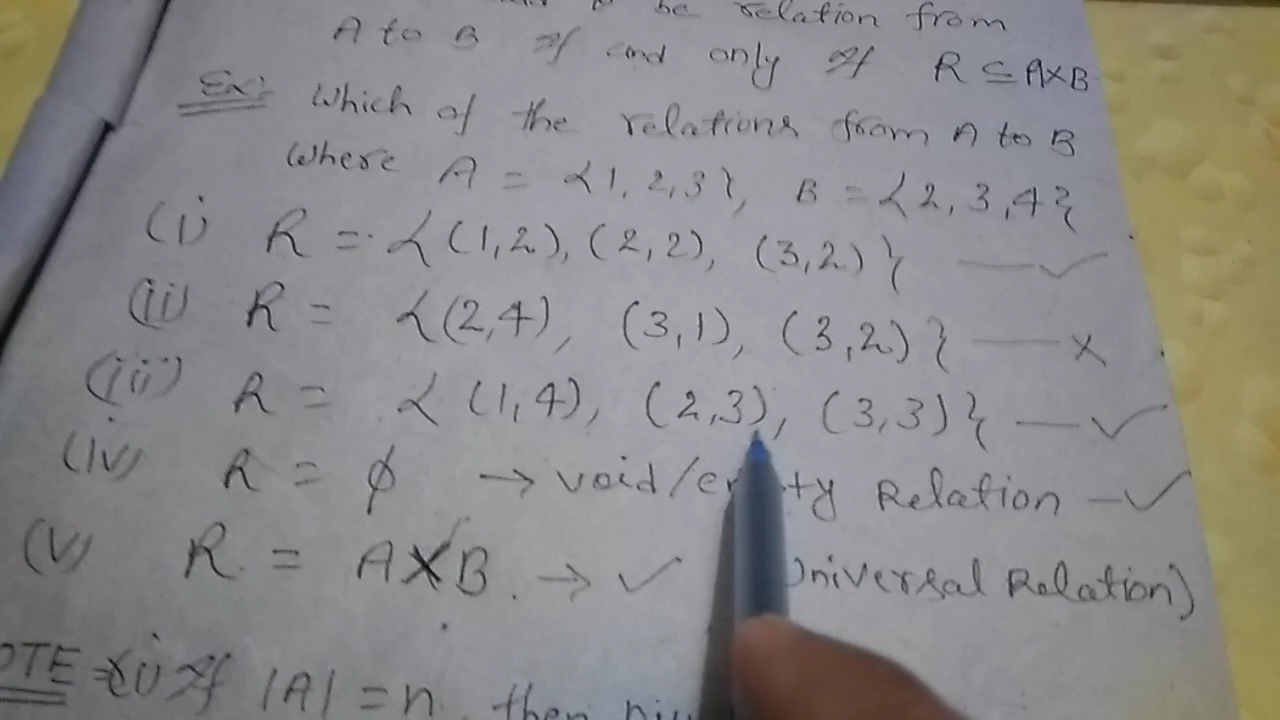 be relation from
A to B if and only if R ⊆ A×B
Ex: Which of the relations from A to B
Where A = {1, 2, 3}, B = {2, 3, 4}
(i) R = {(1,2), (2,2), (3,2)} — ✓
(ii) R = {(2,4), (3,1), (3,2)} — ×
(iii) R = {(1,4), (2,3), (3,3)} — ✓
(iv) R = ϕ → void/ Relation — ✓
(v) R = A×B. → ✓ Relation)
(i) If |A| = n, then